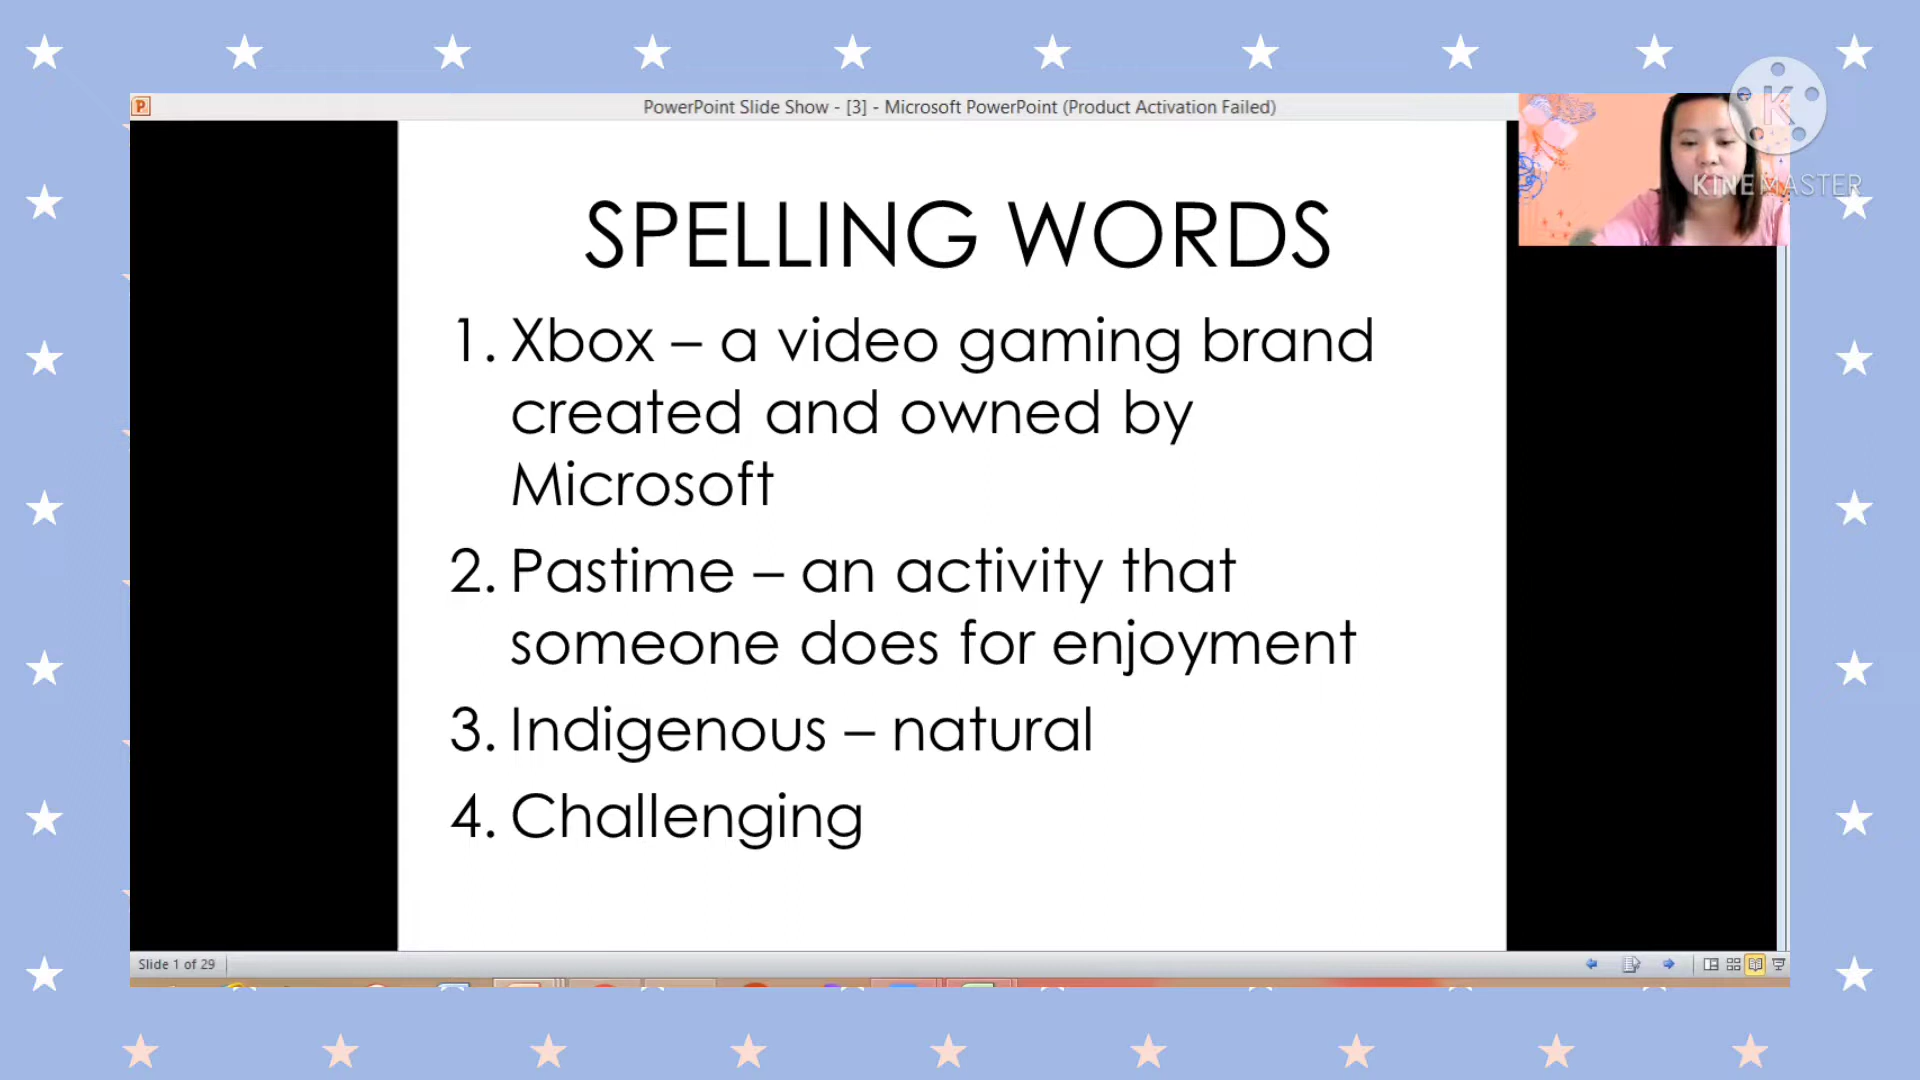 PowerPoint Slide Show - [3] - Microsoft PowerPoint (Product Activation Failed)
K
KINEMASTER
SPELLING WORDS
1. Xbox – a video gaming brand
created and owned by
Microsoft
2. Pastime – an activity that
someone does for enjoyment
3. Indigenous – natural
4. Challenging
Slide 1 of 29